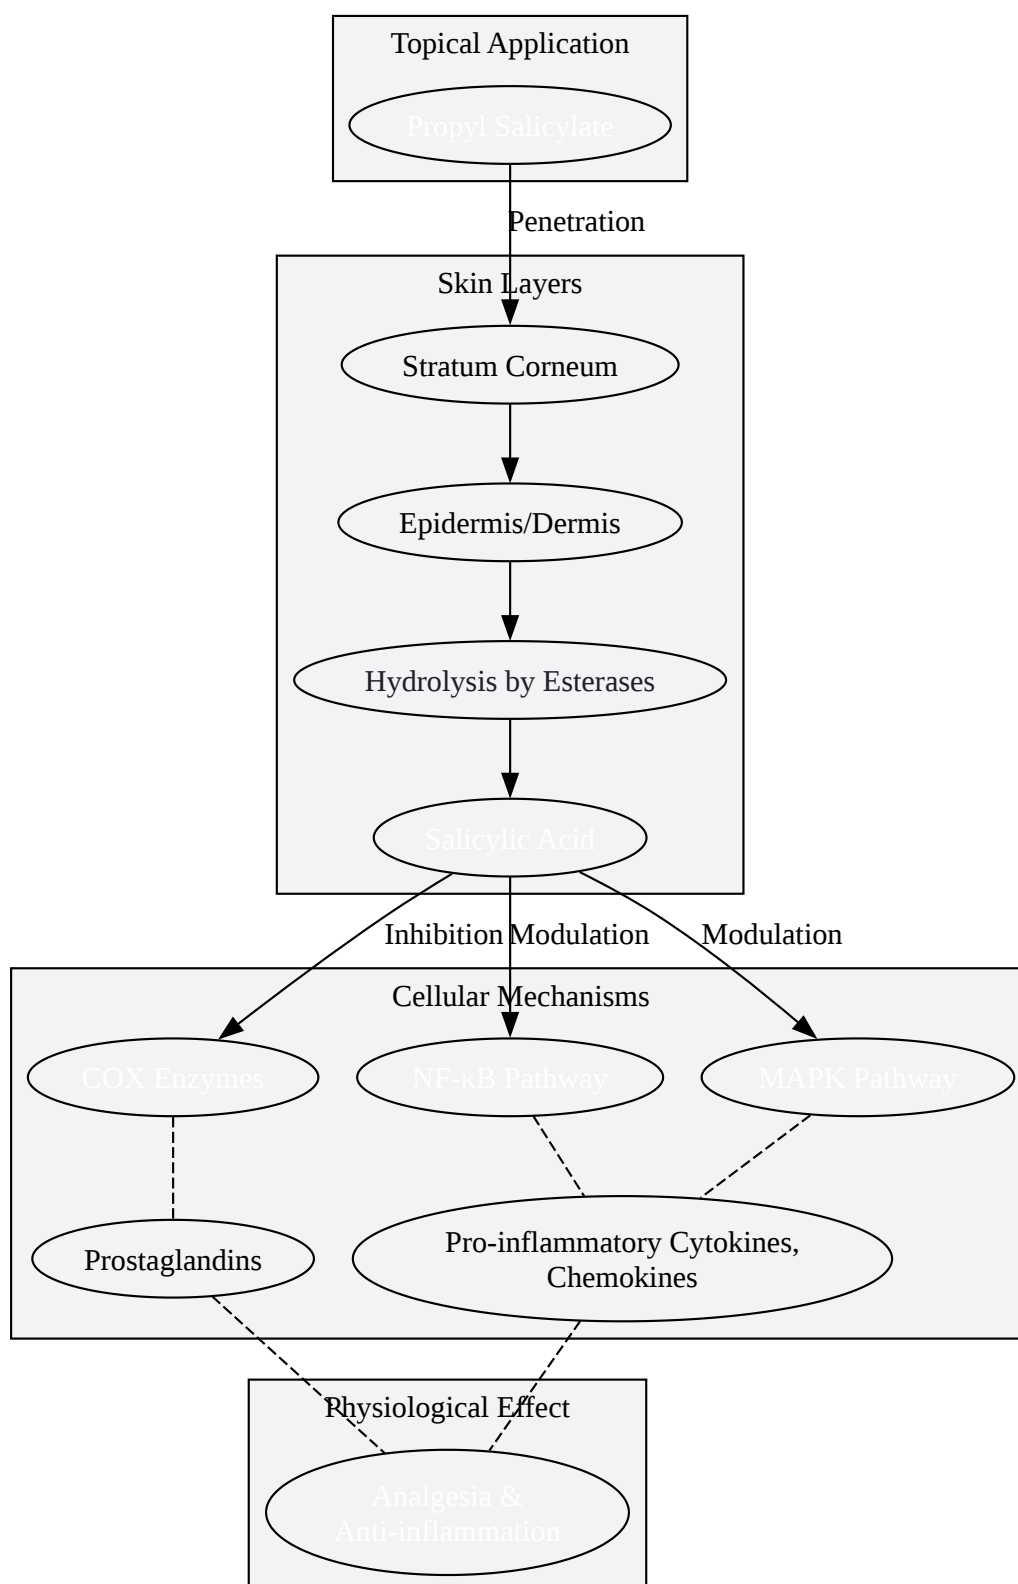 Topical Application
Propyl Salicylate
Penetration
Skin Layers
Stratum Corneum
Epidermis/Dermis
Hydrolysis by Esterases
Salicylic Acid
Inhibition
Modulation
Modulation
Cellular Mechanisms
COX Enzymes
NF-κB Pathway
MAPK Pathway
Prostaglandins
Pro-inflammatory Cytokines,
Chemokines
Physiological Effect
Analgesia &
Anti-inflammation